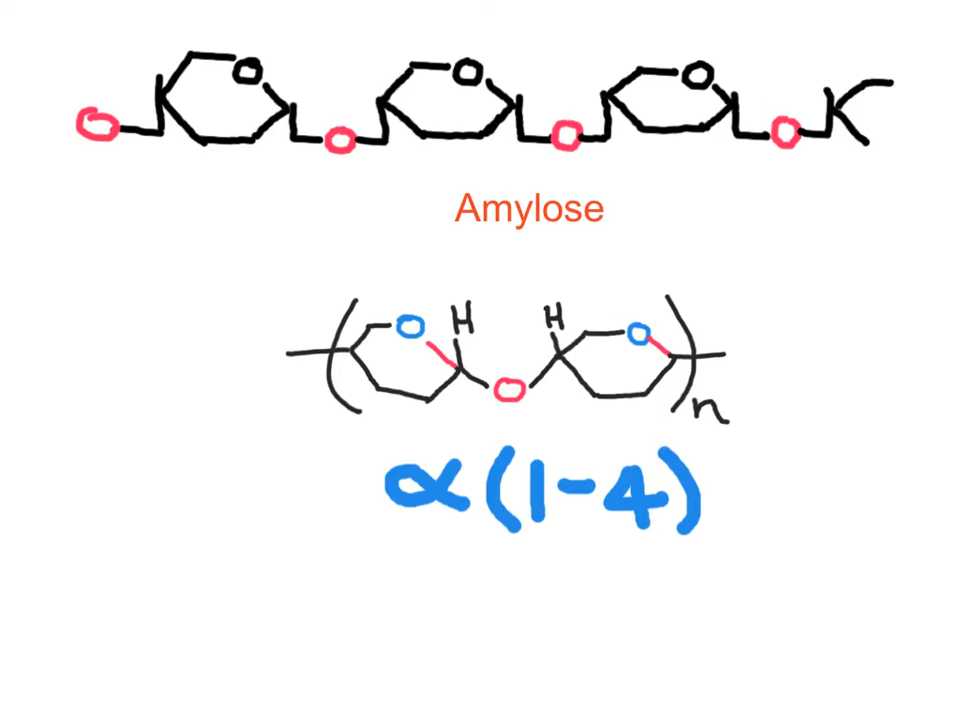 O O O O
O O O
Amylose
O H H O
O
n
α(1-4)